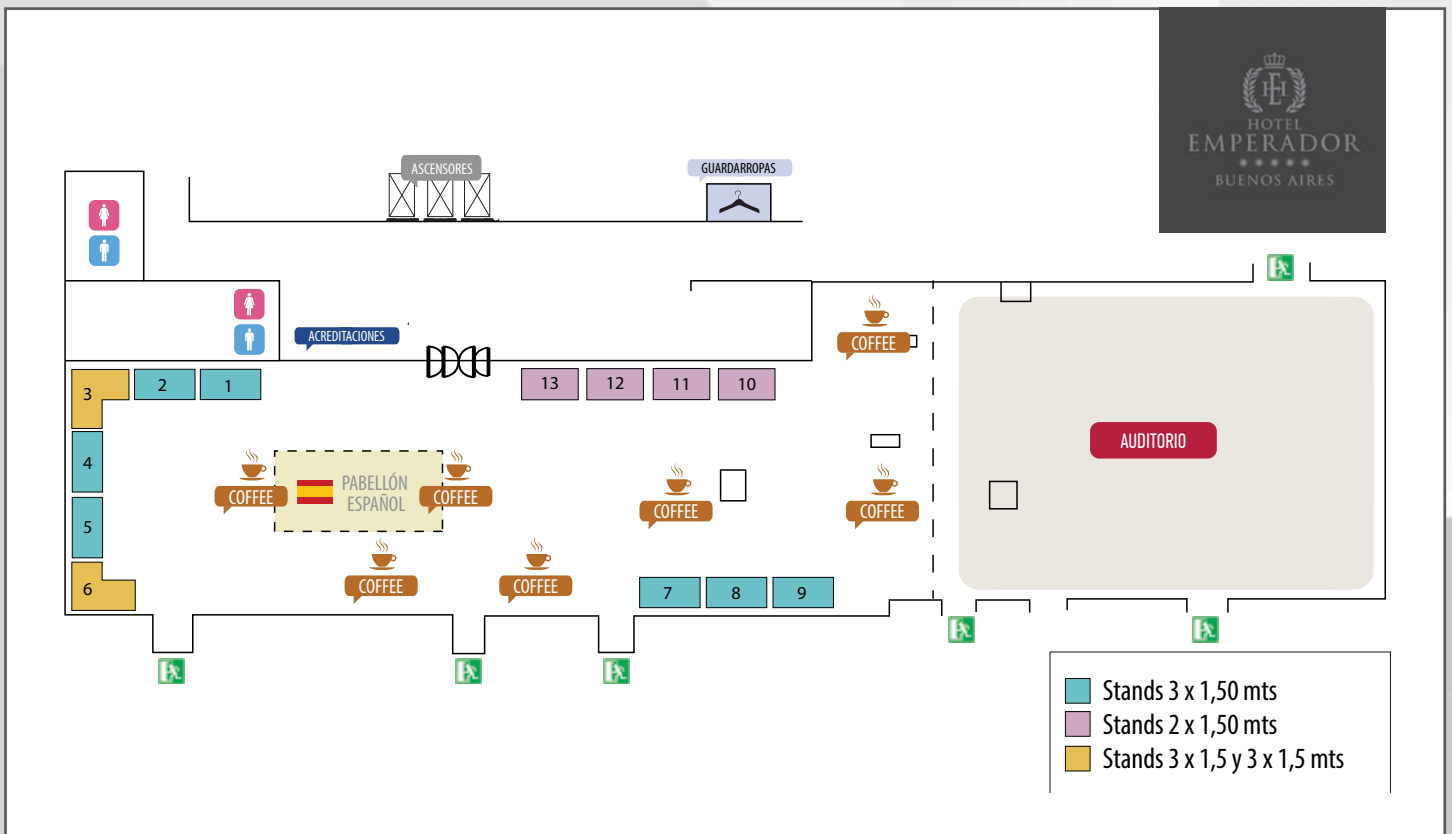 HOTEL
EMPERADOR
BUENOS AIRES
ASCENSORES
GUARDARROPAS
ACREDITACIONES
COFFEE
3
2
1
13
12
11
10
4
AUDITORIO
PABELLÓN
ESPAÑOL
COFFEE
COFFEE
COFFEE
COFFEE
5
COFFEE
COFFEE
6
7
8
9
Stands 3 x 1,50 mts
Stands 2 x 1,50 mts
Stands 3 x 1,5 y 3 x 1,5 mts